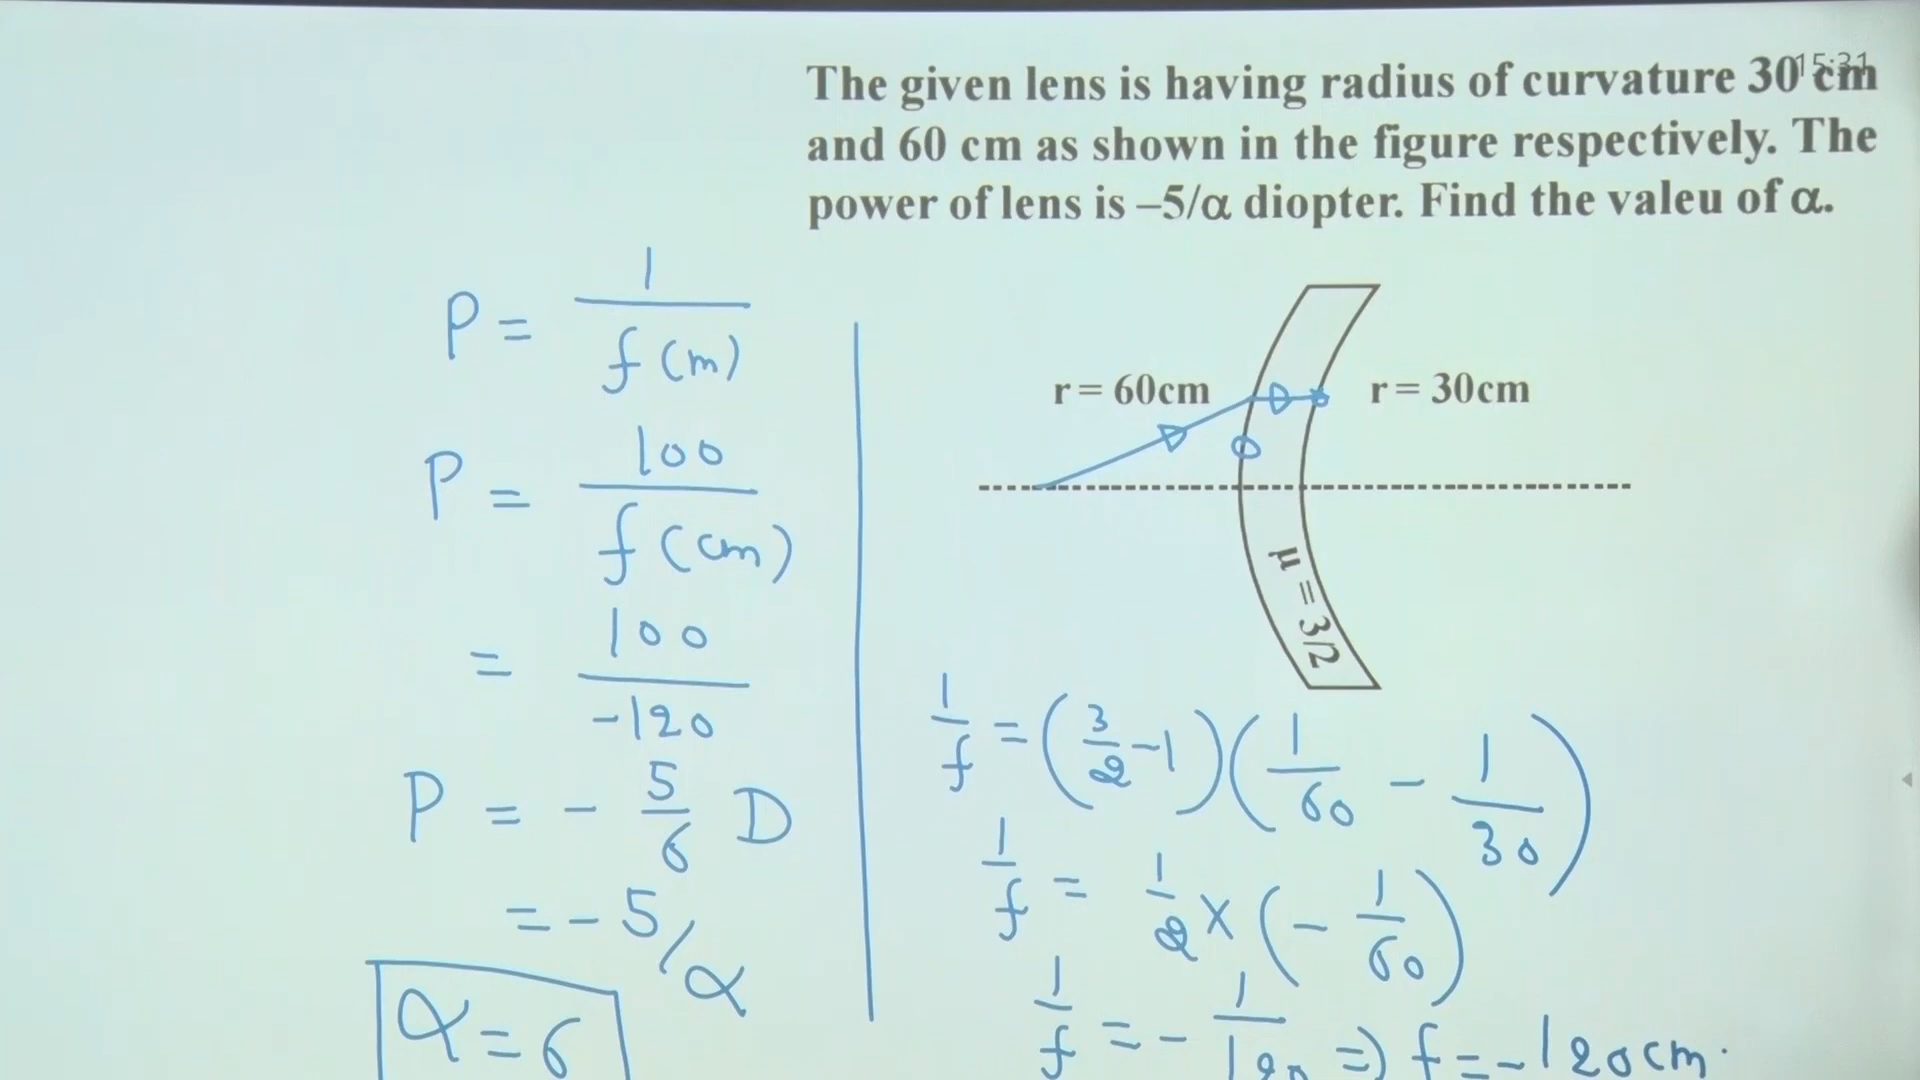 15:31
The given lens is having radius of curvature 30 cm
and 60 cm as shown in the figure respectively. The
power of lens is –5/α diopter. Find the valeu of α.
r = 60cm
r = 30cm
μ = 3/2
P = 1/f(m)
P = 100/f(cm)
= 100/-120
P = - 5/6 D
= - 5/α
α = 6
1/f = (3/2 - 1)(1/60 - 1/30)
1/f = 1/2 × (- 1/60)
1/f = - 1/120 ⇒ f = -120cm.